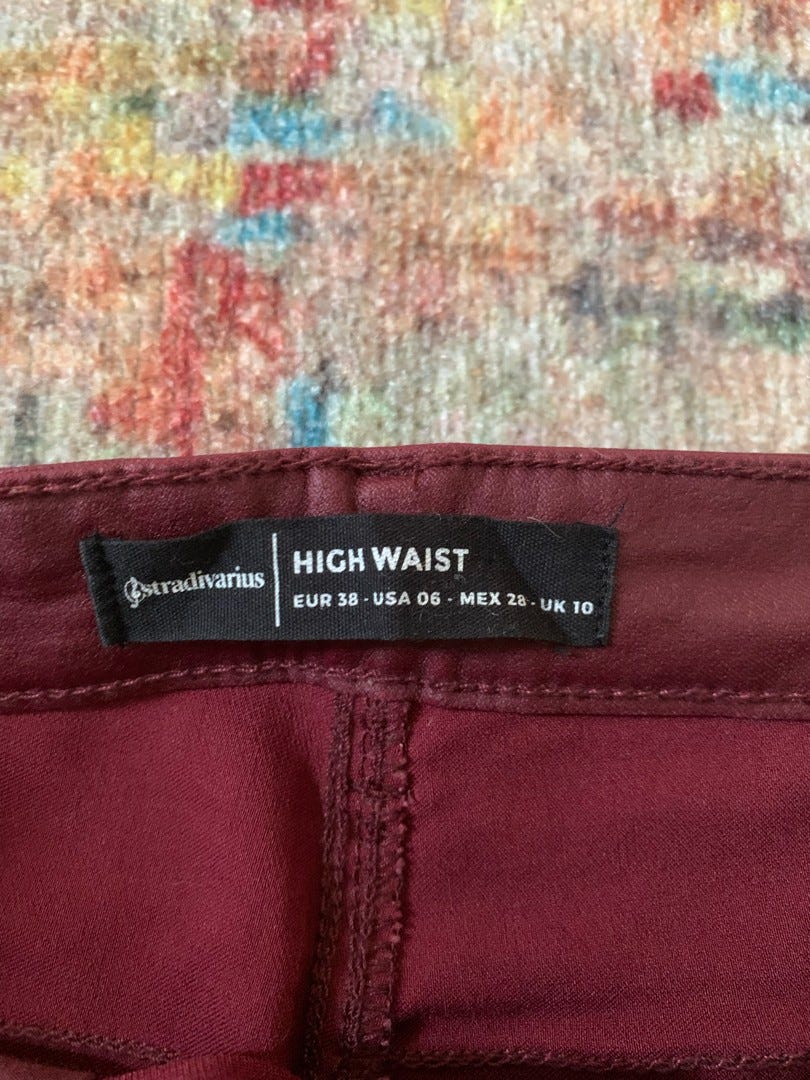 stradivarius
HIGH WAIST
EUR 38 - USA 06 - MEX 28 - UK 10